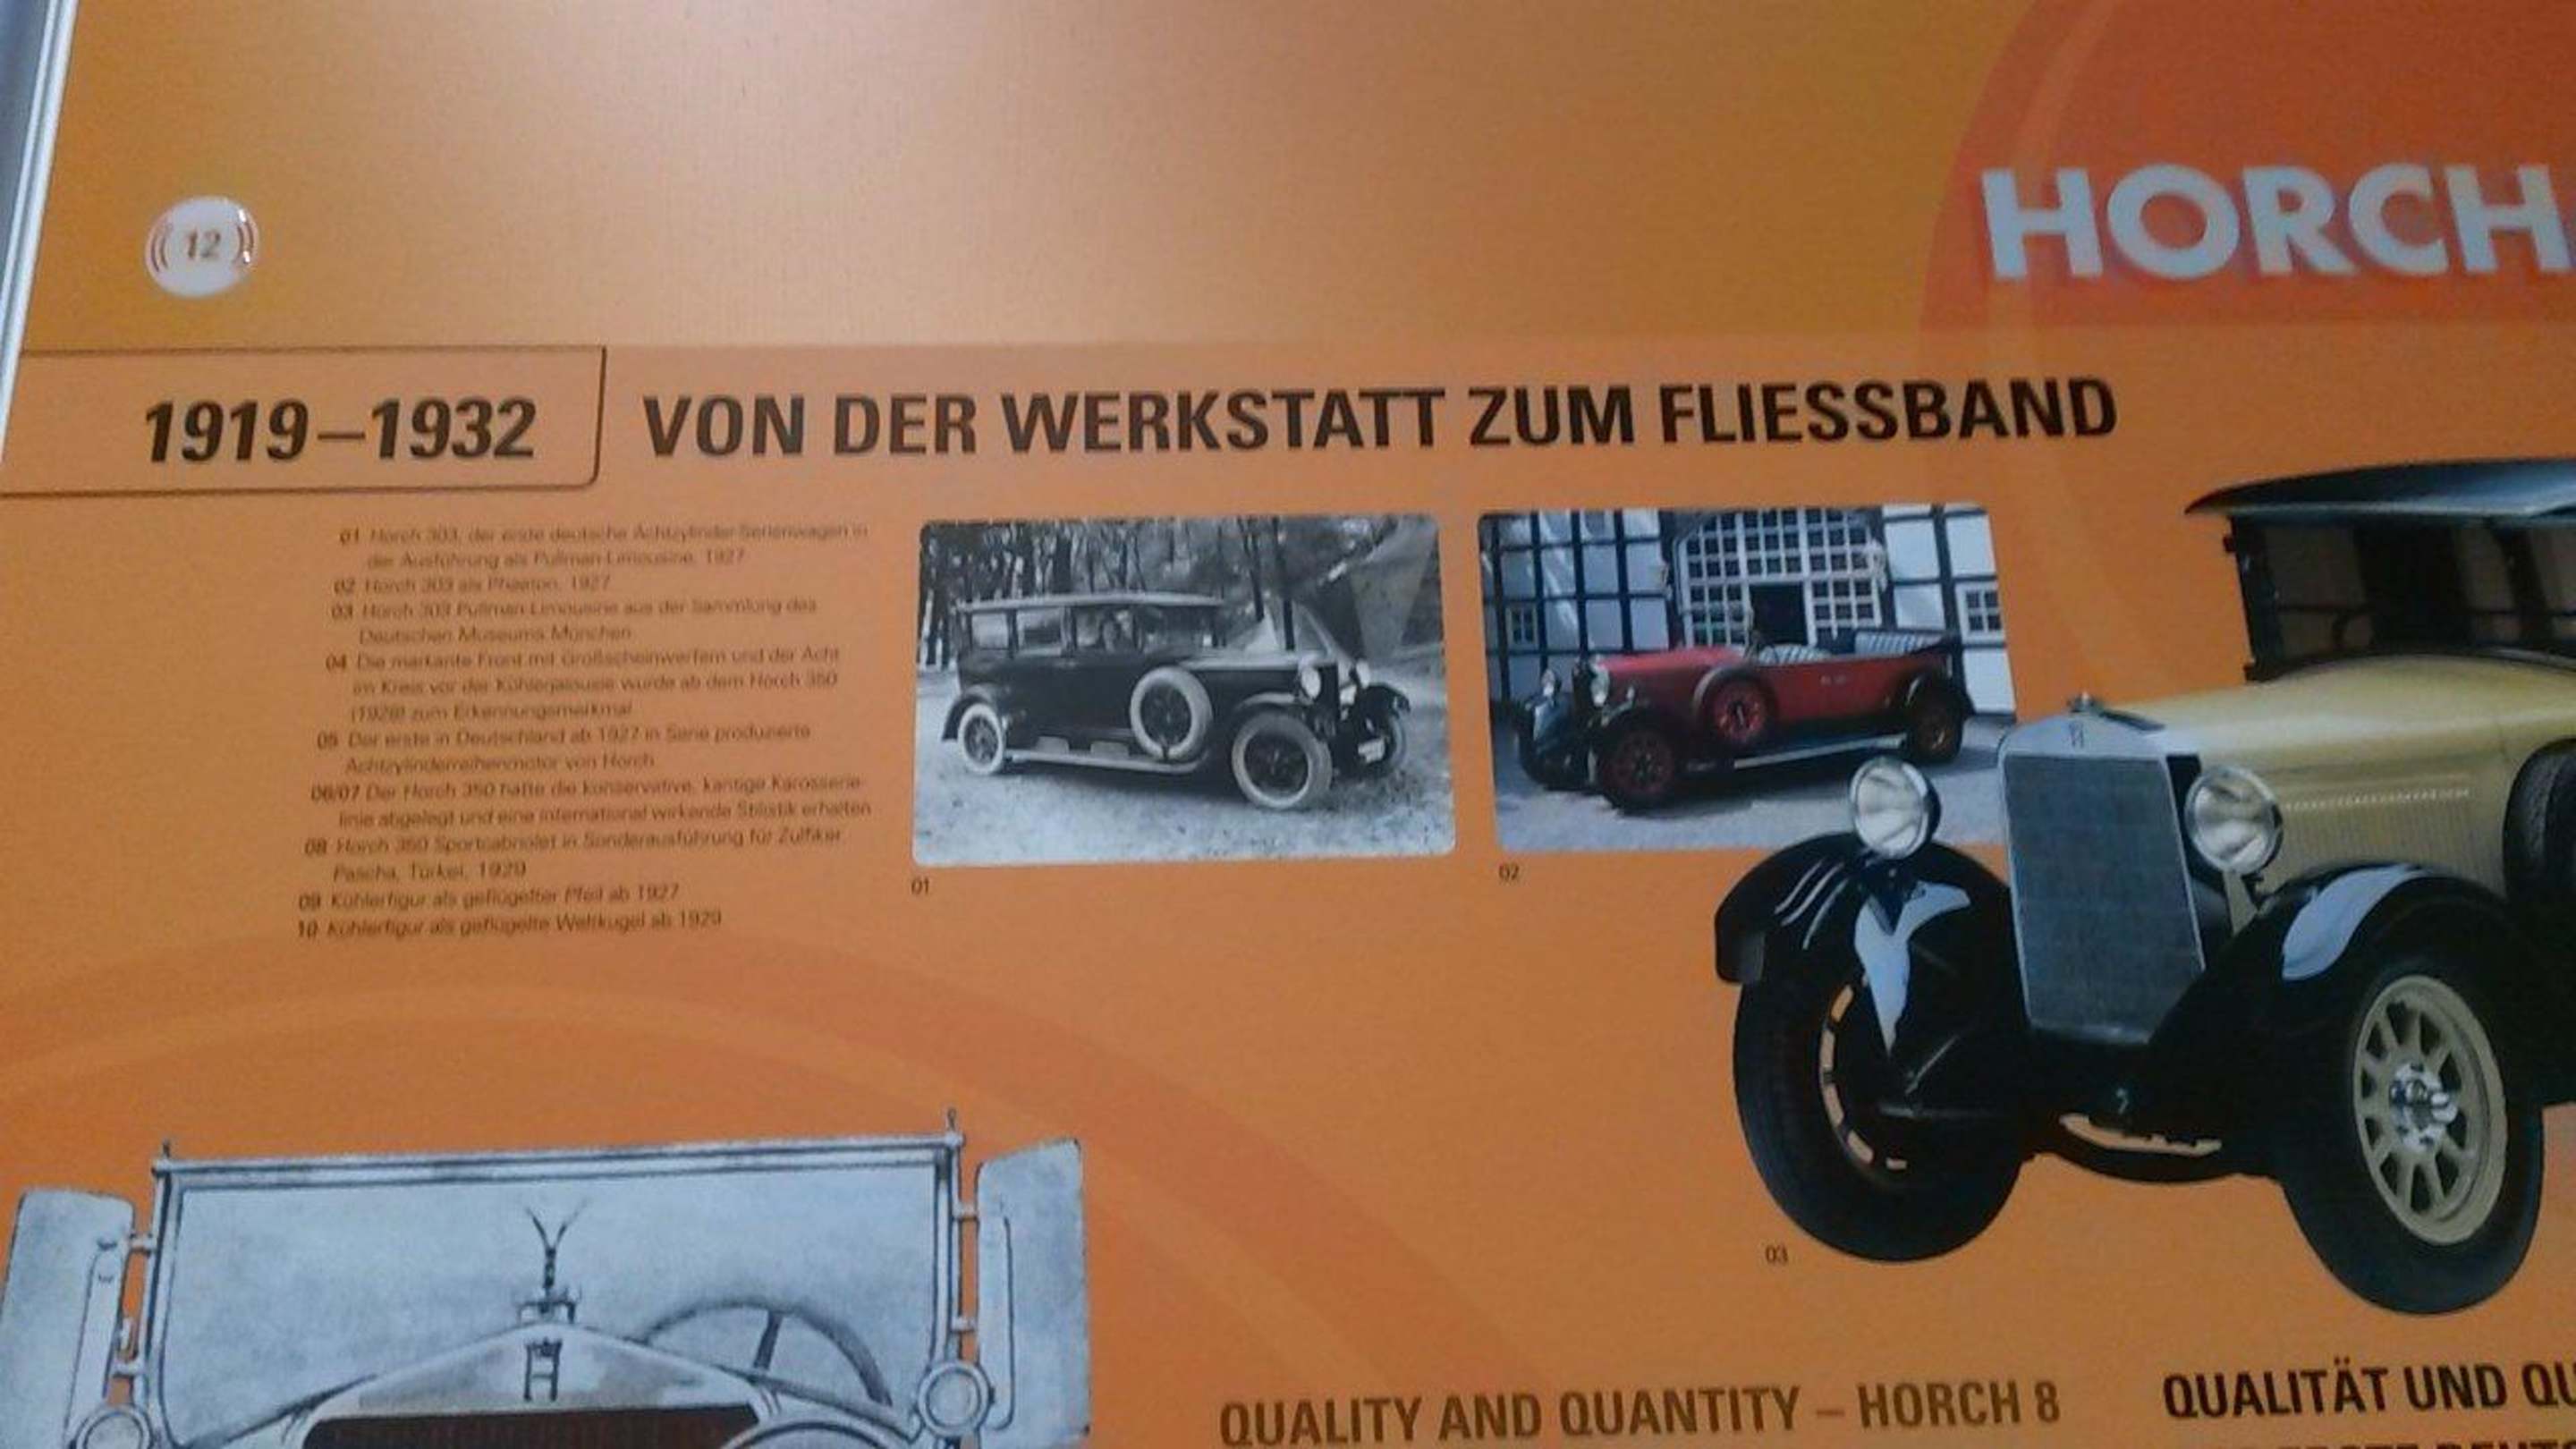 12
HORCH
1919–1932
VON DER WERKSTATT ZUM FLIESSBAND
01 Horch 303, der erste deutsche Achtzylinder-Serienwagen in
der Ausführung als Pullman-Limousine, 1927
02 Horch 303 als Phaeton, 1927
03 Horch 303 Pullman-Limousine aus der Sammlung des
Deutschen Museums München
04 Die markante Front mit Großscheinwerfern und der Acht
im Kreis vor der Kühlerjalousie wurde ab dem Horch 350
(1928) zum Erkennungsmerkmal
05 Der erste in Deutschland ab 1927 in Serie produzierte
Achtzylinderreihenmotor von Horch
06/07 Der Horch 350 hatte die konservative, kantige Karosserie-
linie abgelegt und eine international wirkende Stilistik erhalten
08 Horch 350 Sportcabriolet in Sonderausführung für Zulfikar
Pascha, Türkei, 1929
09 Kühlerfigur als geflügelter Pfeil ab 1927
10 Kühlerfigur als geflügelte Weltkugel ab 1929
01
02
03
QUALITY AND QUANTITY – HORCH 8
QUALITÄT UND QU